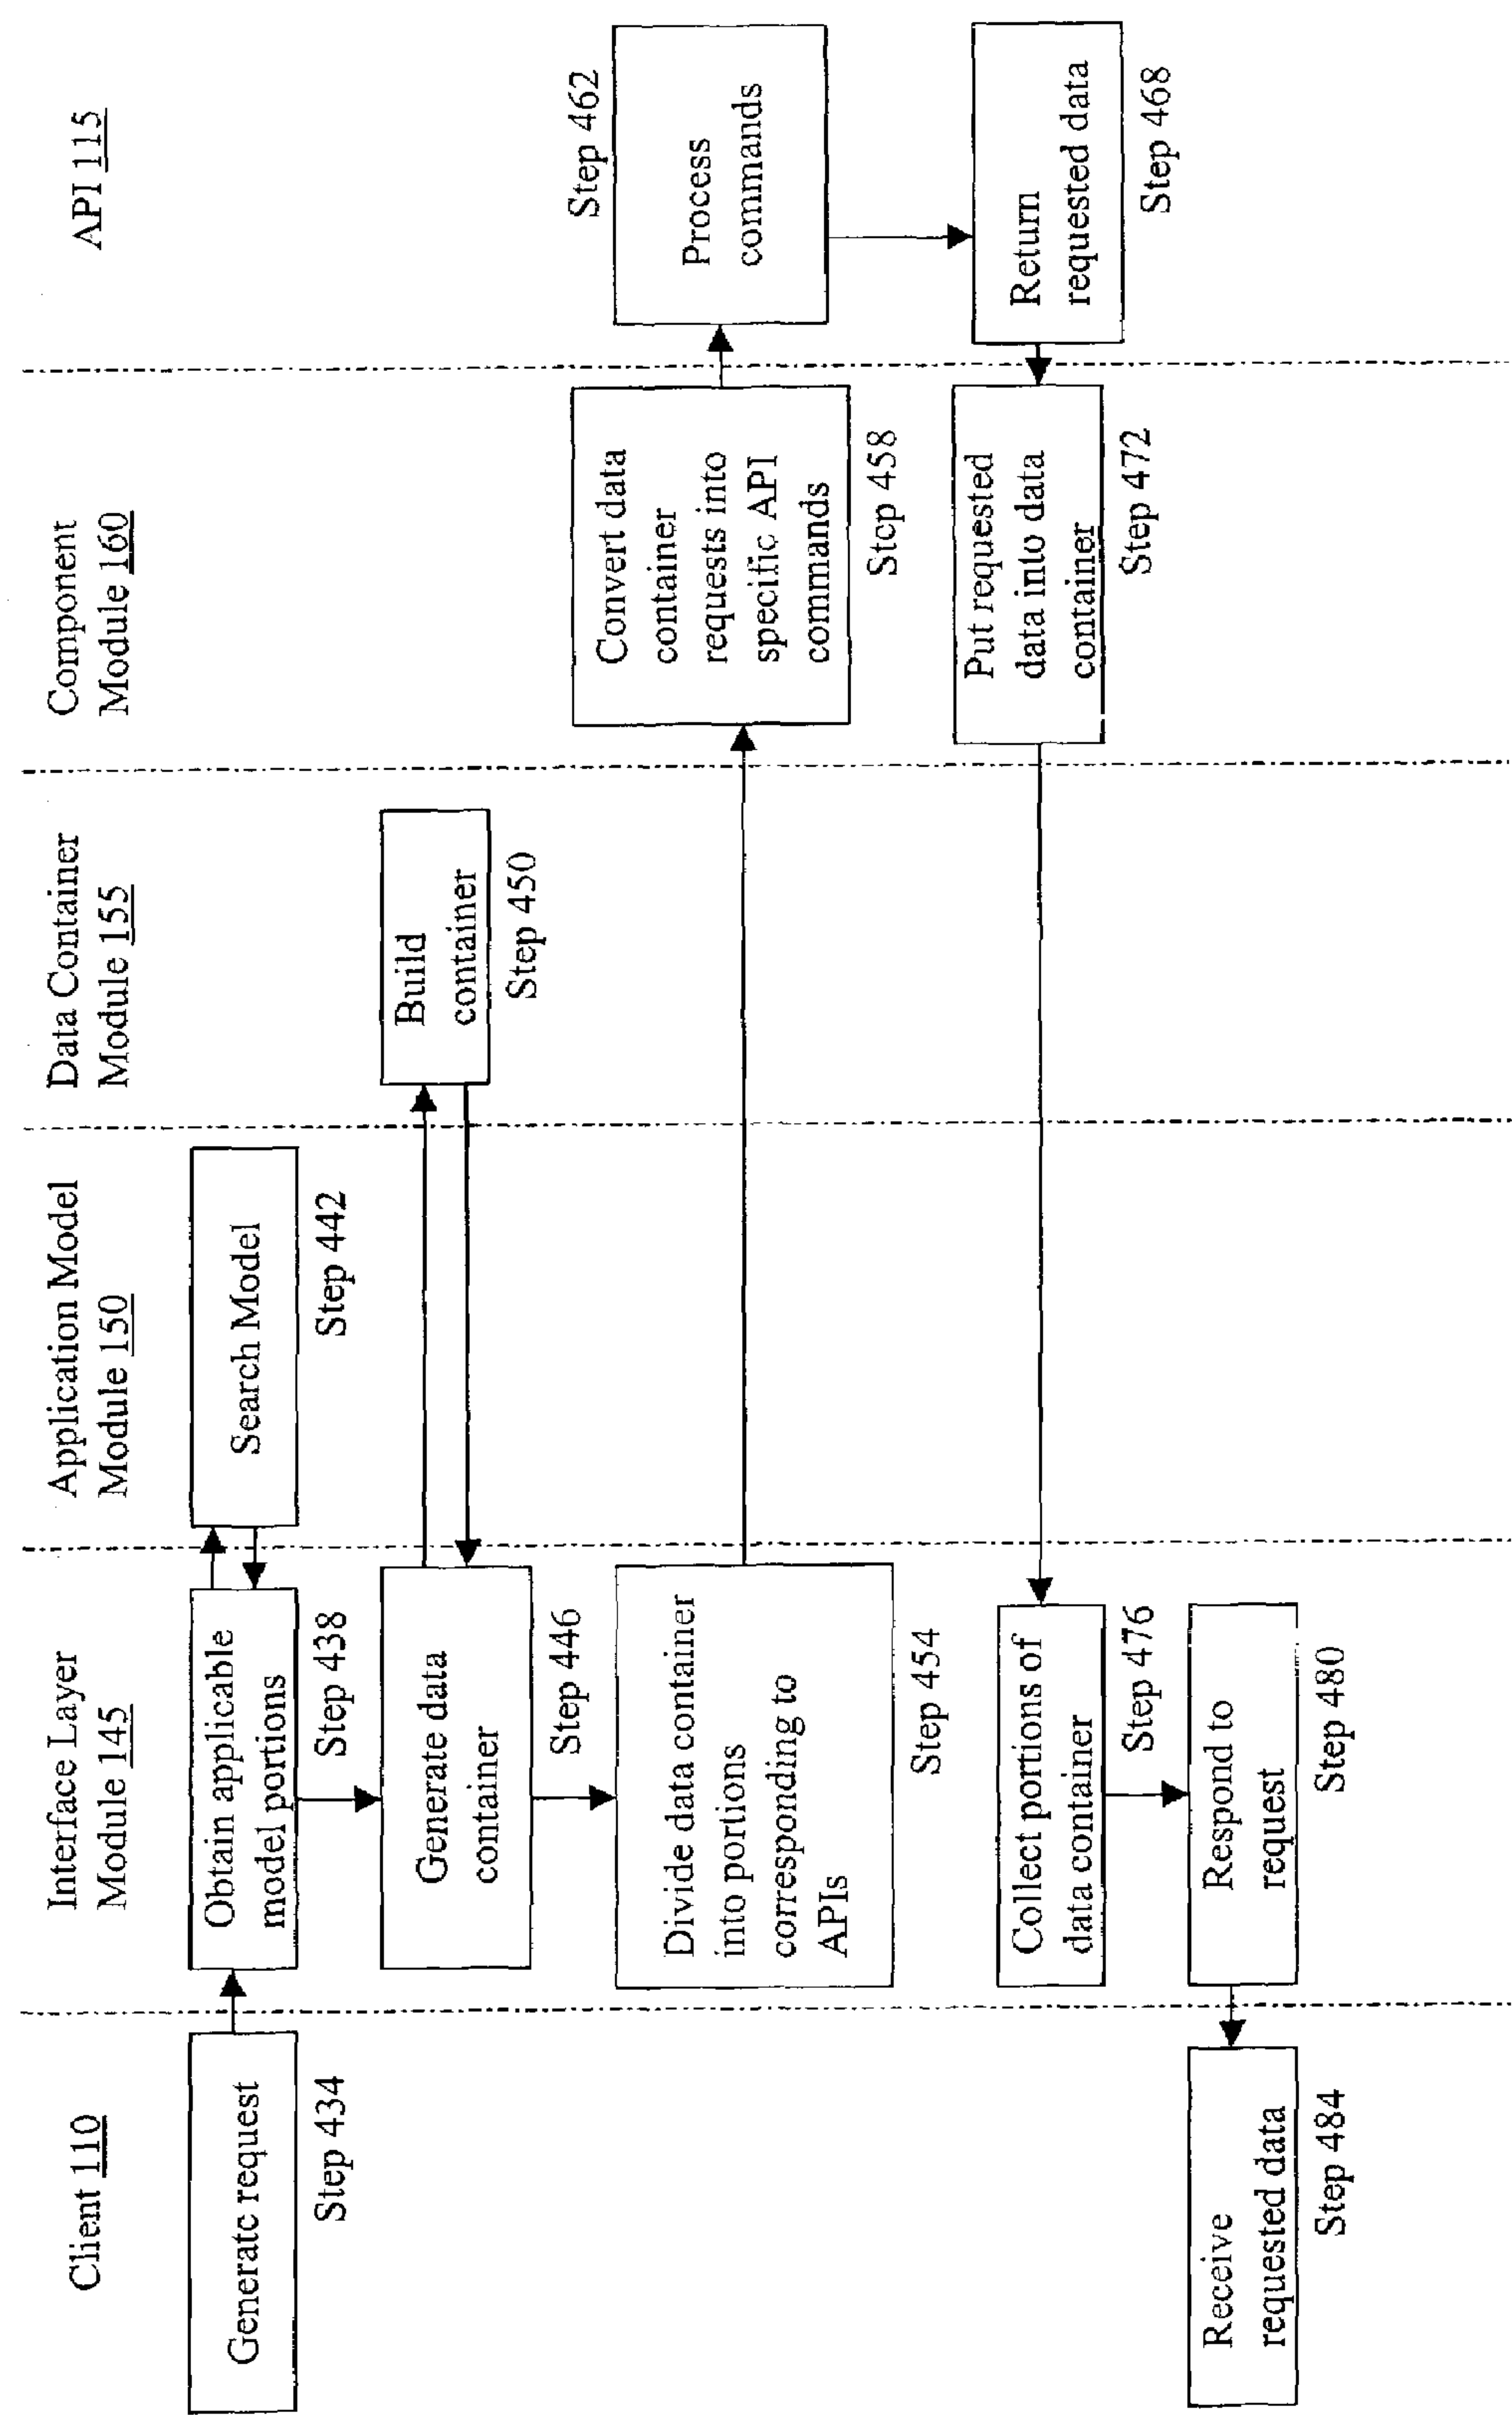 Client 110
Interface Layer
Module 145
Application Model
Module 150
Data Container
Module 155
Component
Module 160
API 115
Generate request
Step 434
Obtain applicable
model portions
Step 438
Search Model
Step 442
Generate data
container
Step 446
Build
container
Step 450
Divide data container
into portions
corresponding to
APIs
Step 454
Convert data
container
requests into
specific API
commands
Step 458
Step 462
Process
commands
Return
requested data
Step 468
Put requested
data into data
container
Step 472
Collect portions of
data container
Step 476
Respond to
request
Step 480
Receive
requested data
Step 484